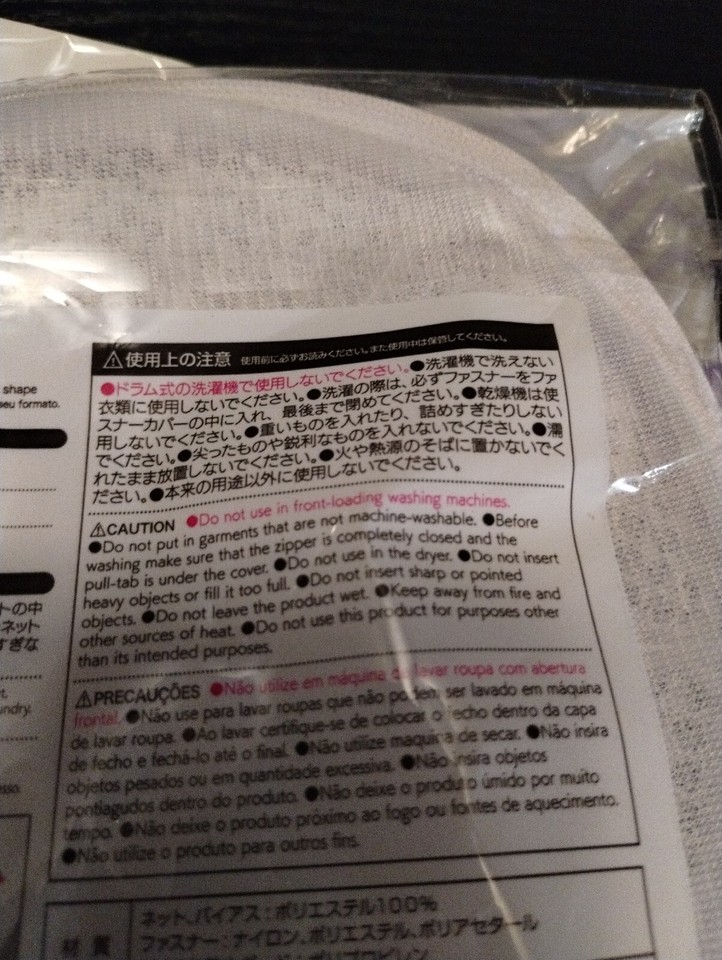 shape
seu formato.
トの中
ネット
すぎな
undry.
⚠使用上の注意 使用前に必ずお読みください。また使用中は保管してください。
●ドラム式の洗濯機で使用しないでください。●洗濯機で洗えない
衣類に使用しないでください。●洗濯の際は、必ずファスナーをファ
スナーカバーの中に入れ、最後まで閉めてください。●乾燥機は使
用しないでください。●重いものを入れたり、詰めすぎたりしない
でください。●尖ったものや鋭利なものを入れないでください。●濡
れたまま放置しないでください。●火や熱源のそばに置かないでく
ださい。●本来の用途以外に使用しないでください。
⚠CAUTION ●Do not use in front-loading washing machines.
●Do not put in garments that are not machine-washable. ●Before
washing make sure that the zipper is completely closed and the
pull-tab is under the cover. ●Do not use in the dryer. ●Do not insert
heavy objects or fill it too full. ●Do not insert sharp or pointed
objects. ●Do not leave the product wet. ●Keep away from fire and
other sources of heat. ●Do not use this product for purposes other
than its intended purposes.
⚠PRECAUÇÕES ●Não utilize em máquina de lavar roupa com abertura
frontal. ●Não use para lavar roupas que não podem ser lavado em máquina
de lavar roupa. ●Ao lavar certifique-se de colocar o fecho dentro da capa
de fecho e fechá-lo até o final. ●Não utilize maquina de secar. ●Não insira
objetos pesados ou em quantidade excessiva. ●Não insira objetos
pontiagudos dentro do produto. ●Não deixe o produto úmido por muito
tempo. ●Não deixe o produto próximo ao fogo ou fontes de aquecimento.
●Não utilize o produto para outros fins.
材質
ネット、バイアス:ポリエステル100%
ファスナー:ナイロン、ポリエステル、ポリアセタール